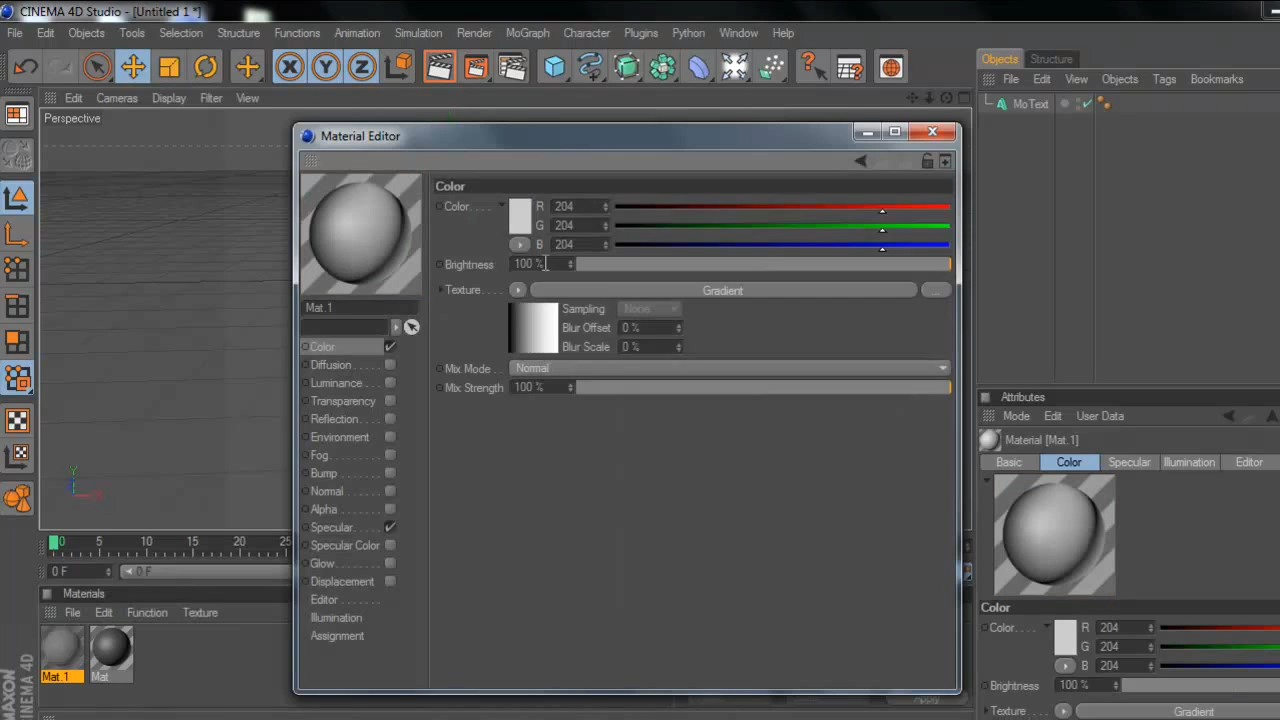 CINEMA 4D Studio - [Untitled 1 *]
File Edit Objects Tools Selection Structure Functions Animation Simulation Render MoGraph Character Plugins Python Window Help
X Y Z
Objects Structure
File Edit View Objects Tags Bookmarks
MoText
Edit Cameras Display Filter View
Perspective
Material Editor
Color
Color. . . . R 204
G 204
B 204
Brightness 100 %
Texture. . . . . Gradient ...
Sampling None
Blur Offset 0 %
Blur Scale 0 %
Mix Mode . . Normal
Mix Strength 100 %
Mat.1
Color
Diffusion
Luminance
Transparency
Reflection
Environment
Fog
Bump
Normal
Alpha
Specular
Specular Color
Glow
Displacement
Editor
Illumination
Assignment
Y
X
0 5 10 15 20 25
0 F 0 F
Materials
File Edit Function Texture
Mat.1 Mat
MAXON
CINEMA 4D
Attributes
Mode Edit User Data
Material [Mat.1]
Basic Color Specular Illumination Editor
Color
Color. . . . R 204
G 204
B 204
Brightness 100 %
Texture. . . . . Gradient